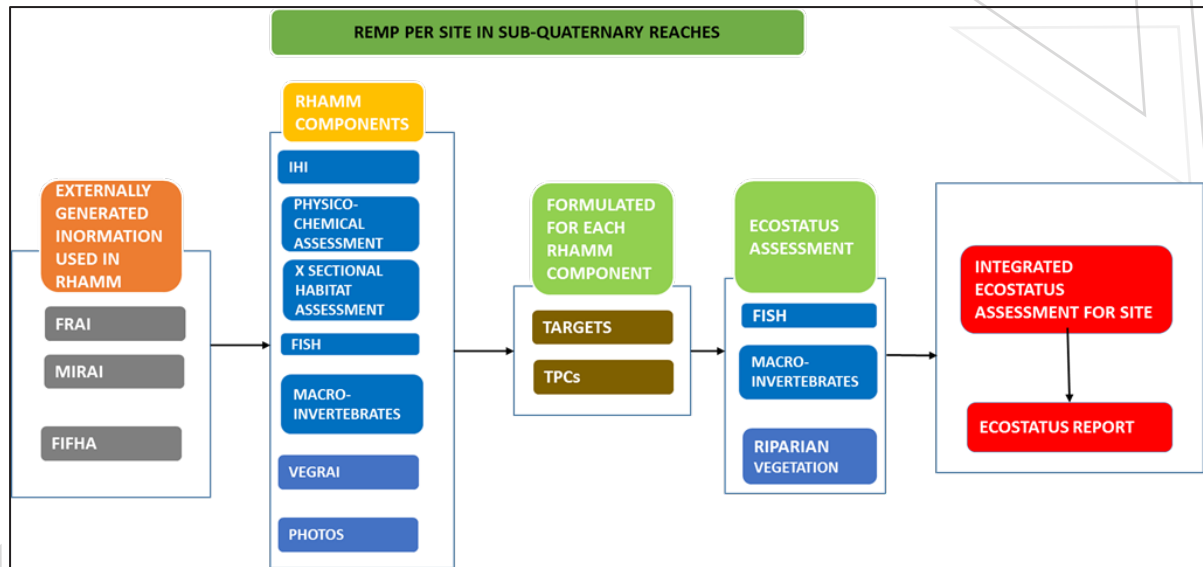 REMP PER SITE IN SUB-QUATERNARY REACHES
EXTERNALLY
GENERATED
INORMATION
USED IN
RHAMM
FRAI
MIRAI
FIFHA
RHAMM
COMPONENTS
IHI
PHYSICO-
CHEMICAL
ASSESSMENT
X SECTIONAL
HABITAT
ASSESSMENT
FISH
MACRO-
INVERTEBRATES
VEGRAI
PHOTOS
FORMULATED
FOR EACH
RHAMM
COMPONENT
TARGETS
TPCs
ECOSTATUS
ASSESSMENT
FISH
MACRO-
INVERTEBRATES
RIPARIAN
VEGETATION
INTEGRATED
ECOSTATUS
ASSESSMENT FOR SITE
ECOSTATUS REPORT